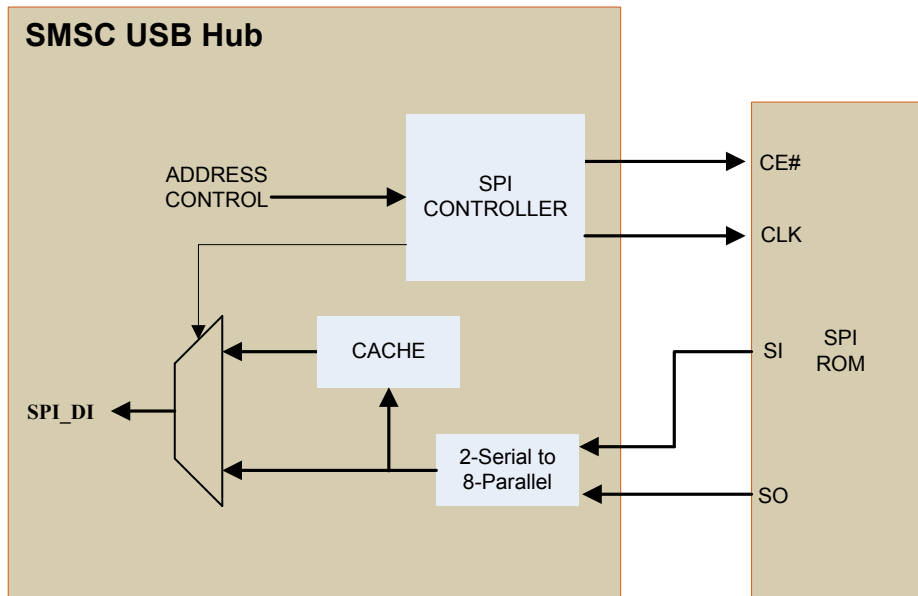 SMSC USB Hub
ADDRESS
CONTROL
SPI
CONTROLLER
CE#
CLK
CACHE
SI
SPI
ROM
SPI_DI
2-Serial to
8-Parallel
SO